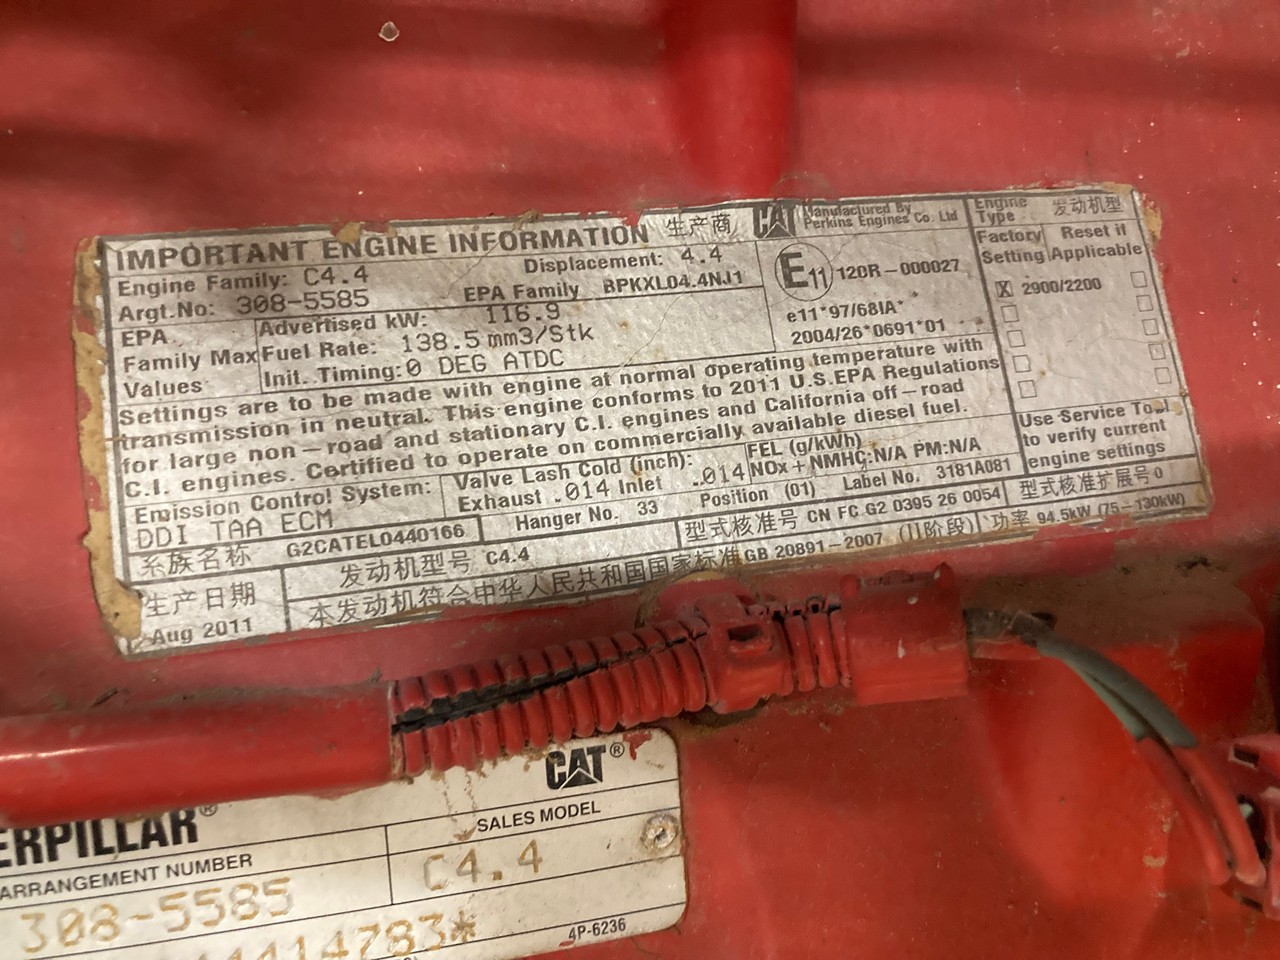 IMPORTANT ENGINE INFORMATION 生产商 CAT Manufactured By Perkins Engines Co. Ltd
Engine Type 发动机型
Engine Family: C4.4 Displacement: 4.4
Argt.No: 308-5585 EPA Family BPKXL04.4NJ1
E11 120R-000027
e11*97/68IA*
2004/26*0691*01
Factory Setting Reset if Applicable
X 2900/2200
EPA Family Max Values
Advertised kW: 116.9
Fuel Rate: 138.5 mm3/Stk
Init. Timing: 0 DEG ATDC
Settings are to be made with engine at normal operating temperature with
transmission in neutral. This engine conforms to 2011 U.S.EPA Regulations
for large non-road and stationary C.I. engines and California off-road
C.I. engines. Certified to operate on commercially available diesel fuel.
Use Service Tool
to verify current
engine settings
Emission Control System:
DDI TAA ECM
Valve Lash Cold (inch):
Exhaust .014 Inlet .014
FEL (g/kWh)
NOx+NMHC:N/A PM:N/A
Hanger No. 33 Position (01) Label No. 3181A081
系族名称 G2CATEL0440166
发动机型号 C4.4
型式核准号 CN FC G2 0395 26 0054
型式核准扩展号 0
生产日期
Aug 2011
本发动机符合中华人民共和国国家标准 GB 20891-2007 (II阶段) 功率 94.5kW (75-130kW)
ERPILLAR® CAT®
ARRANGEMENT NUMBER SALES MODEL
308-5585 C4.4
4414783*
4P-6236